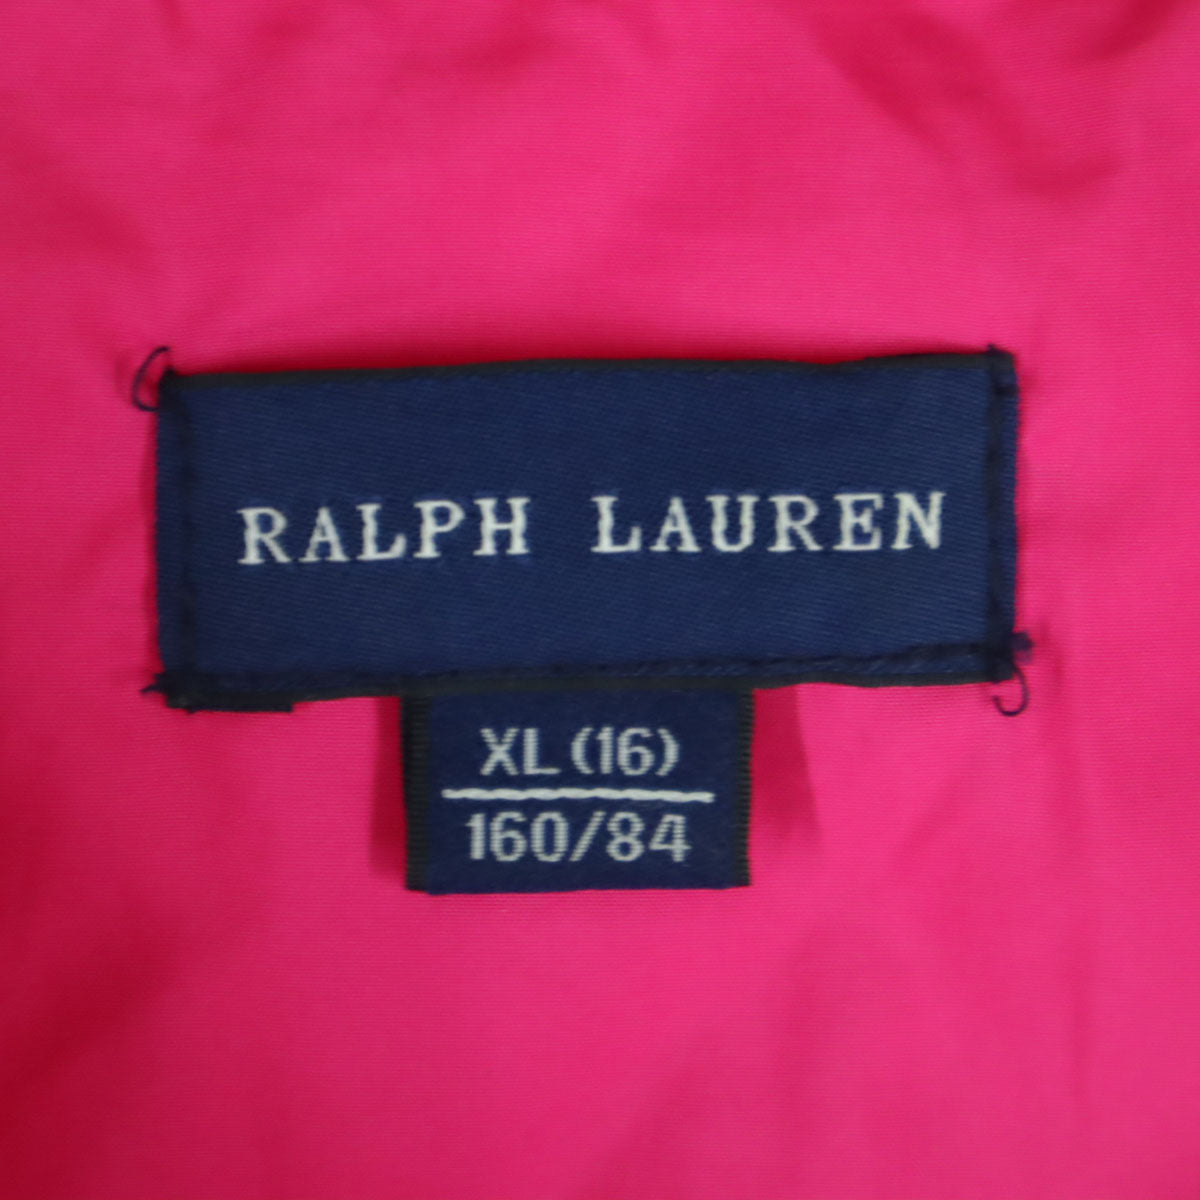 RALPH LAUREN
XL (16)
160/84